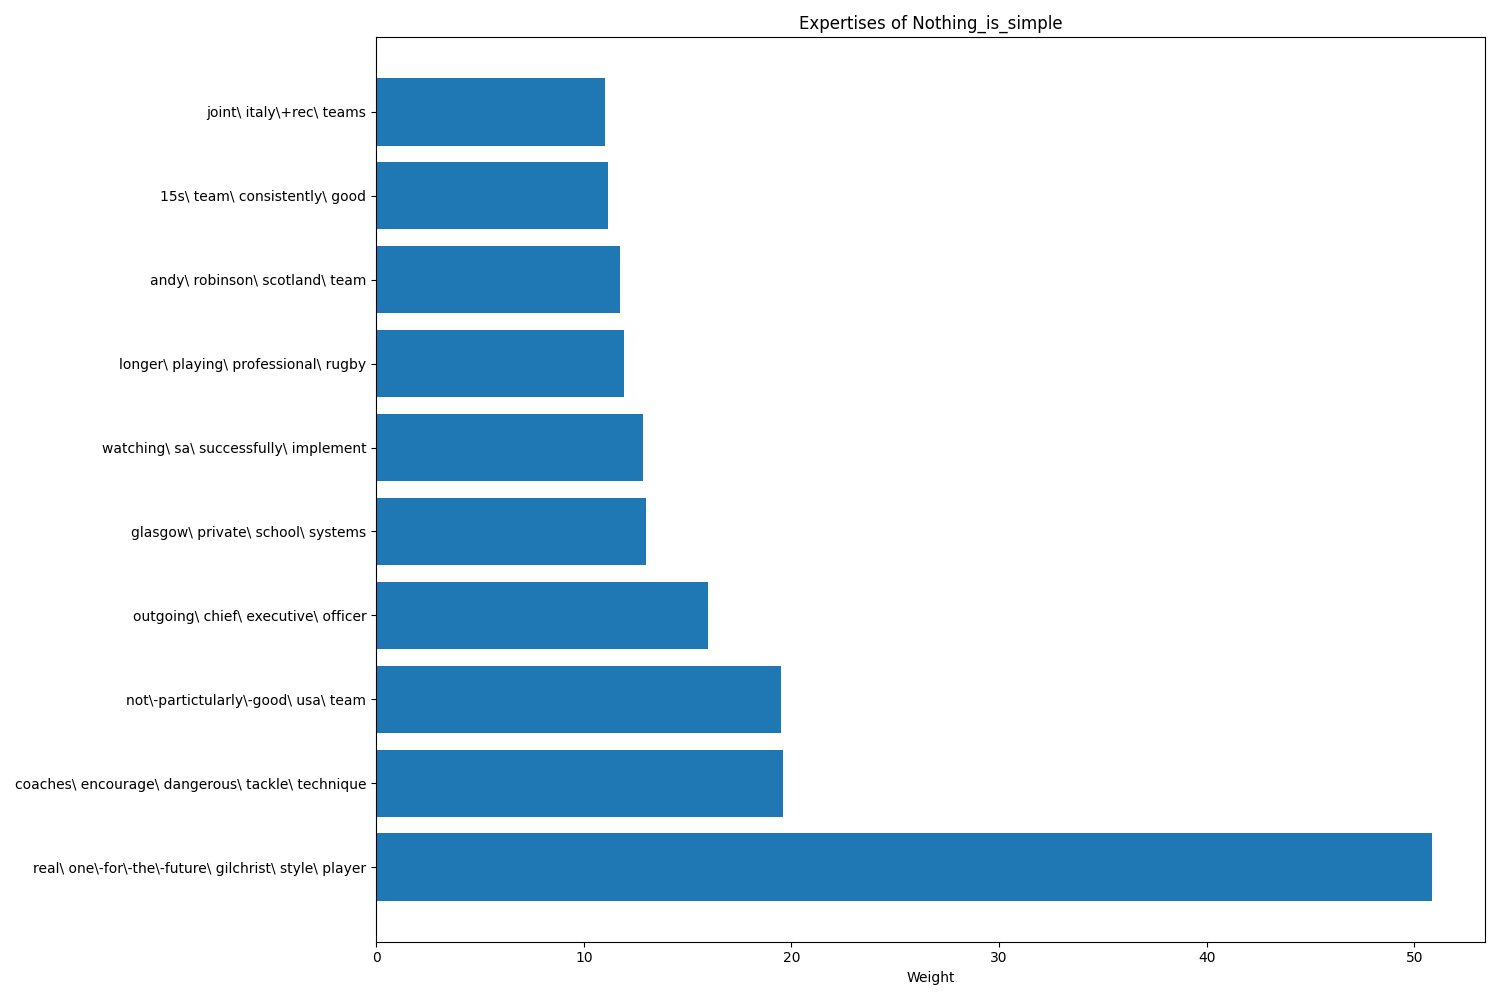 Expertises of Nothing_is_simple
joint\ italy\+rec\ teams
15s\ team\ consistently\ good
andy\ robinson\ scotland\ team
longer\ playing\ professional\ rugby
watching\ sa\ successfully\ implement
glasgow\ private\ school\ systems
outgoing\ chief\ executive\ officer
not\-partictularly\-good\ usa\ team
coaches\ encourage\ dangerous\ tackle\ technique
real\ one\-for\-the\-future\ gilchrist\ style\ player
0 10 20 30 40 50
Weight